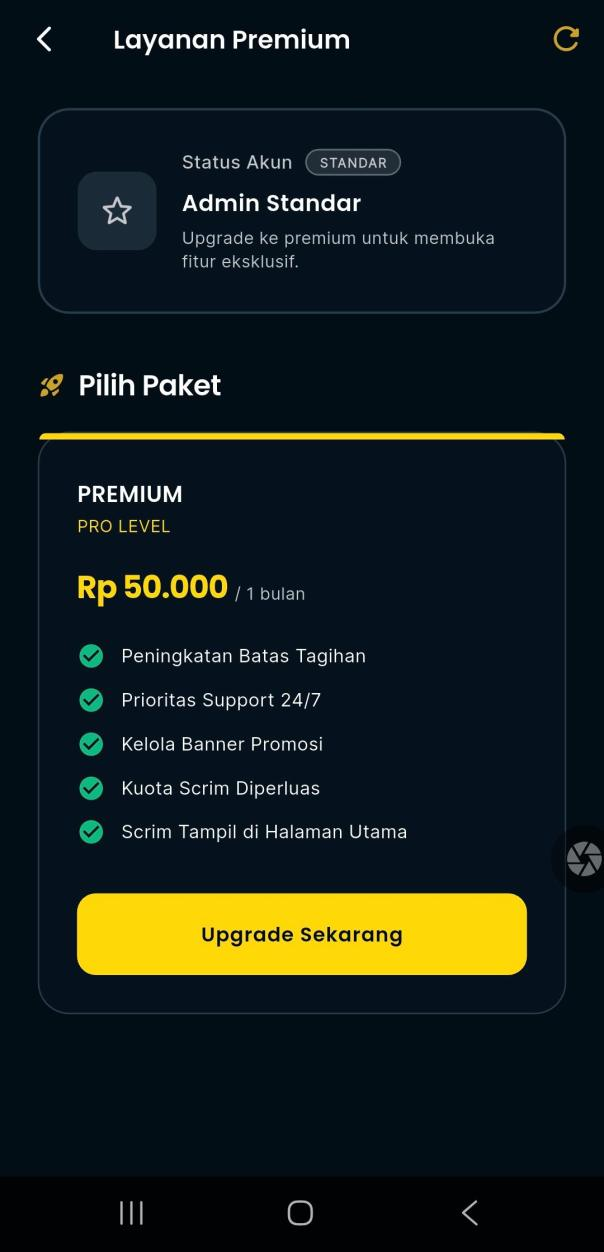 Layanan Premium
Status Akun STANDAR
Admin Standar
Upgrade ke premium untuk membuka
fitur eksklusif.
Pilih Paket
PREMIUM
PRO LEVEL
Rp 50.000 / 1 bulan
Peningkatan Batas Tagihan
Prioritas Support 24/7
Kelola Banner Promosi
Kuota Scrim Diperluas
Scrim Tampil di Halaman Utama
Upgrade Sekarang